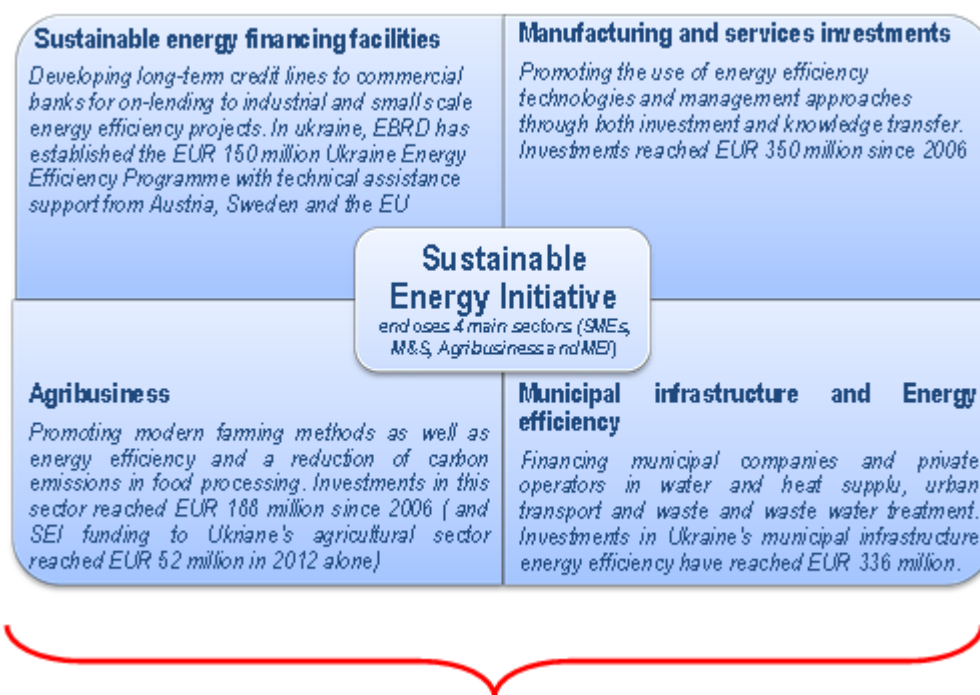 Sustainable energy financing facilities
Developing long-term credit lines to commercial
banks for on-lending to industrial and small scale
energy efficiency projects. In ukraine, EBRD has
established the EUR 150 million Ukraine Energy
Efficiency Programme with technical assistance
support from Austria, Sweden and the EU
Manufacturing and services investments
Promoting the use of energy efficiency
technologies and management approaches
through both investment and knowledge transfer.
Investments reached EUR 350 million since 2006
Sustainable
Energy Initiative
encloses 4 main sectors (SMEs,
M&S, Agribusiness and MEI)
Agribusiness
Promoting modern farming methods as well as
energy efficiency and a reduction of carbon
emissions in food processing. Investments in this
sector reached EUR 188 million since 2006 ( and
SEI funding to Ukriane's agricultural sector
reached EUR 52 million in 2012 alone)
Municipal infrastructure and Energy
efficiency
Financing municipal companies and private
operators in water and heat supplu, urban
transport and waste and waste water treatment.
Investments in Ukraine's municipal infrastructure
energy efficiency have reached EUR 336 million.